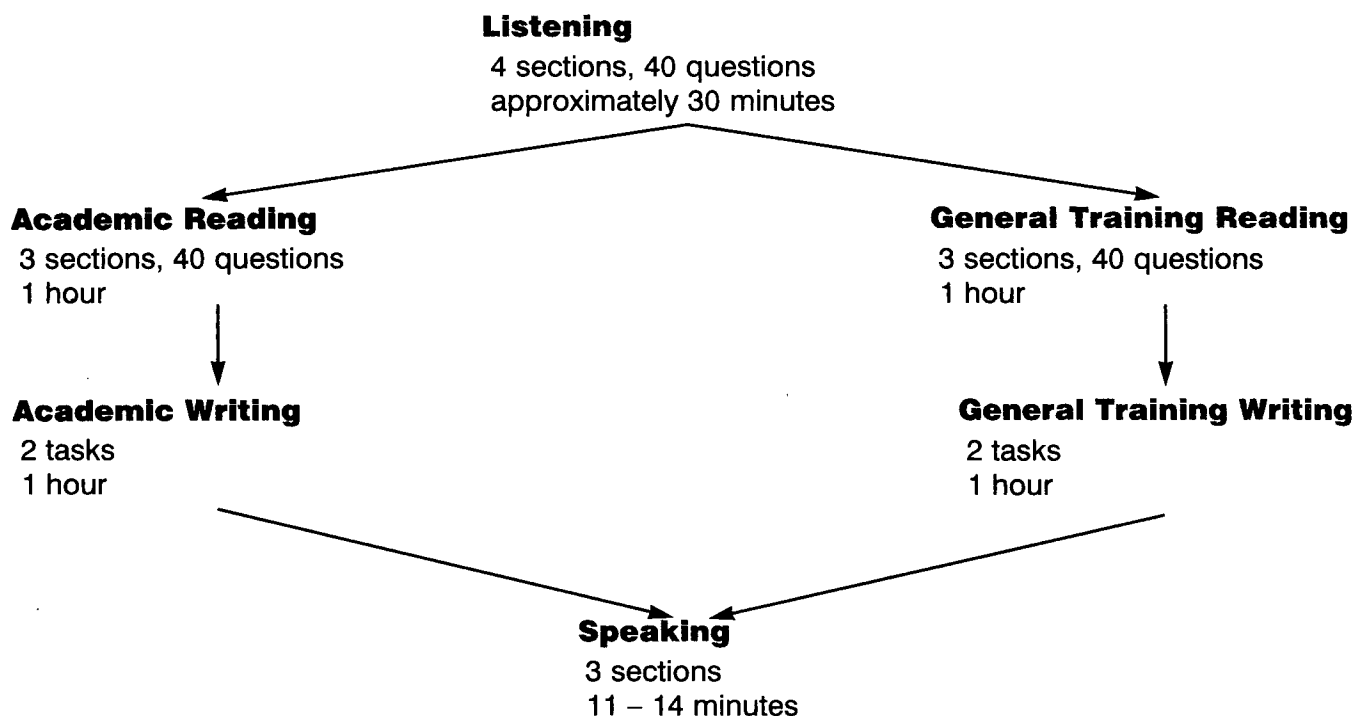 Listening
4 sections, 40 questions
approximately 30 minutes
Academic Reading
3 sections, 40 questions
1 hour
General Training Reading
3 sections, 40 questions
1 hour
Academic Writing
2 tasks
1 hour
General Training Writing
2 tasks
1 hour
Speaking
3 sections
11 – 14 minutes